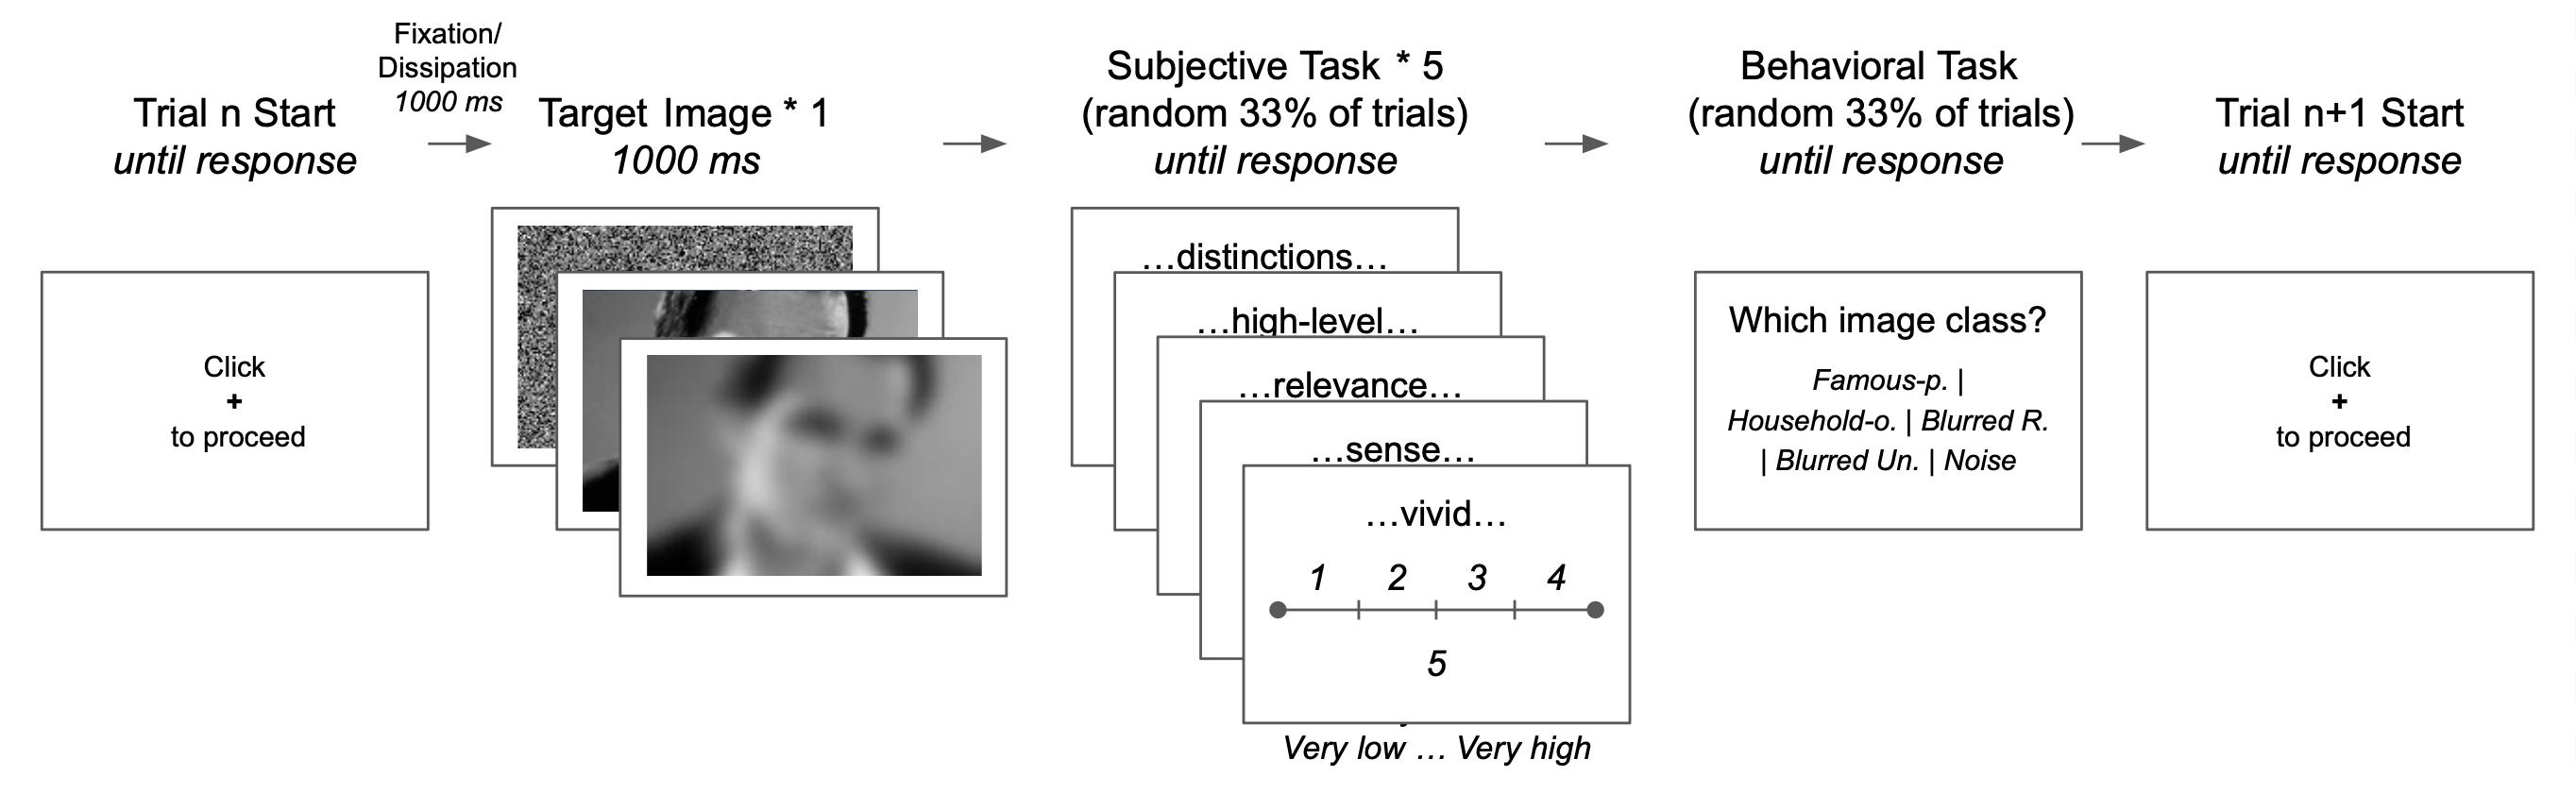 Trial n Start
until response
Fixation/
Dissipation
1000 ms
Target Image * 1
1000 ms
Subjective Task * 5
(random 33% of trials)
until response
Behavioral Task
(random 33% of trials)
until response
Trial n+1 Start
until response
Click
+
to proceed
…distinctions…
…high-level…
…relevance…
…sense…
…vivid…
1 2 3 4
5
Very low … Very high
Which image class?
Famous-p. |
Household-o. | Blurred R.
| Blurred Un. | Noise
Click
+
to proceed